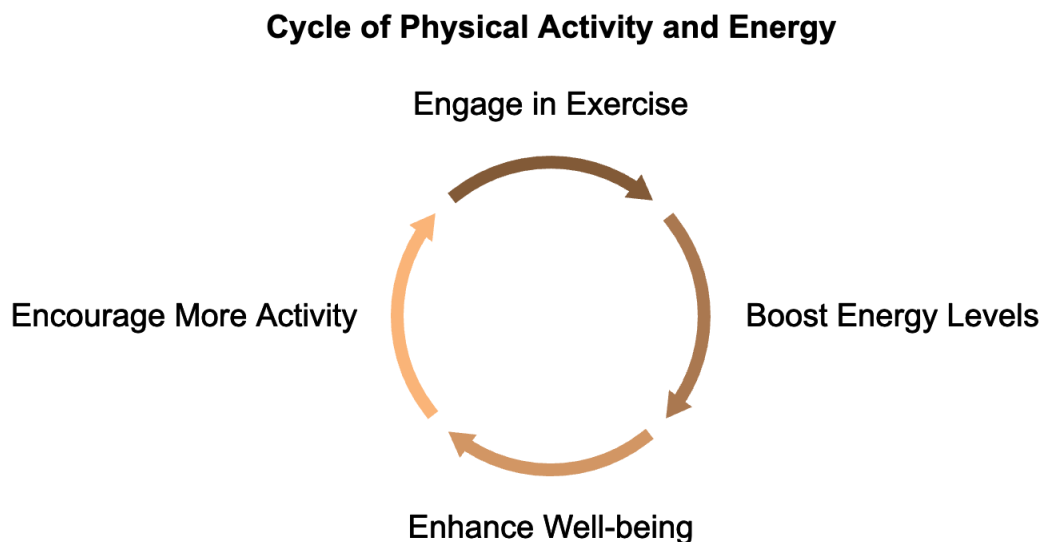 Cycle of Physical Activity and Energy
Engage in Exercise
Boost Energy Levels
Enhance Well-being
Encourage More Activity